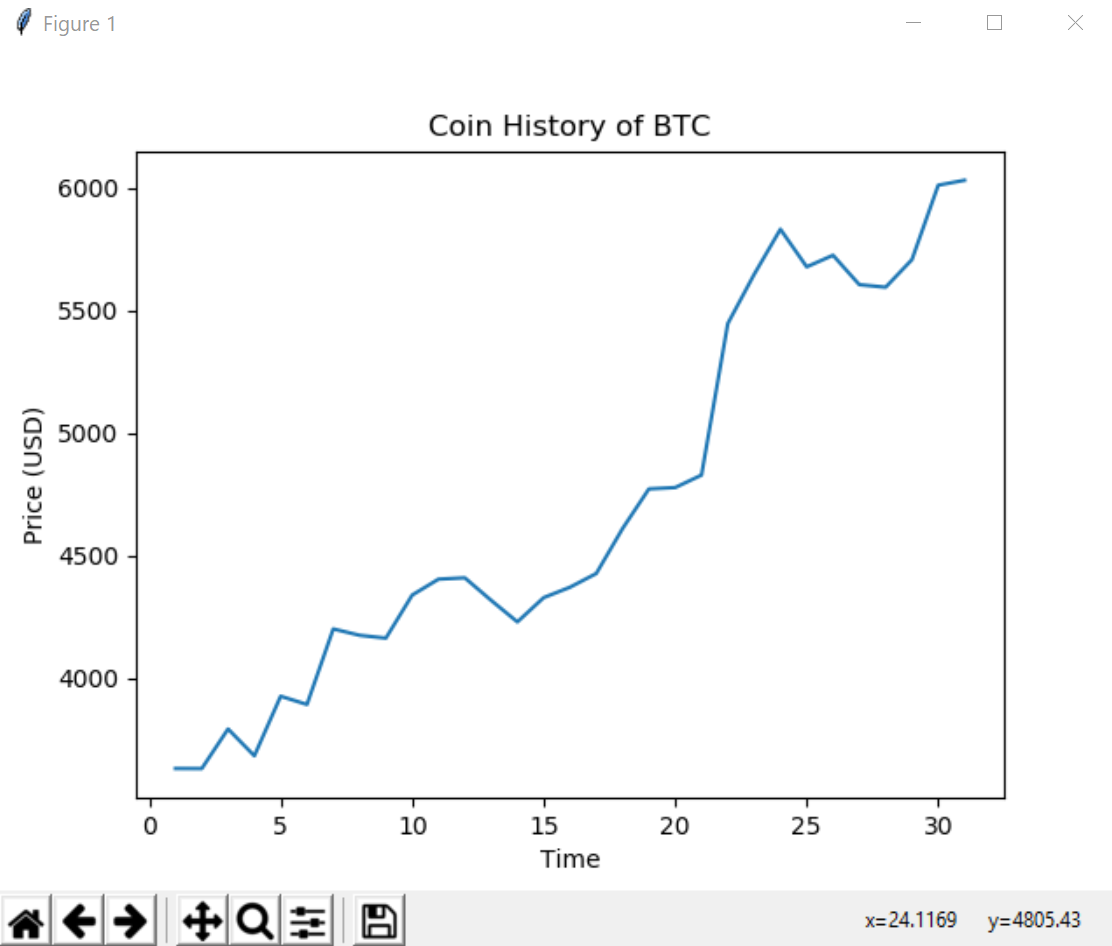 Figure 1
Coin History of BTC
6000
5500
5000
4500
4000
Price (USD)
0 5 10 15 20 25 30
Time
x=24.1169 y=4805.43